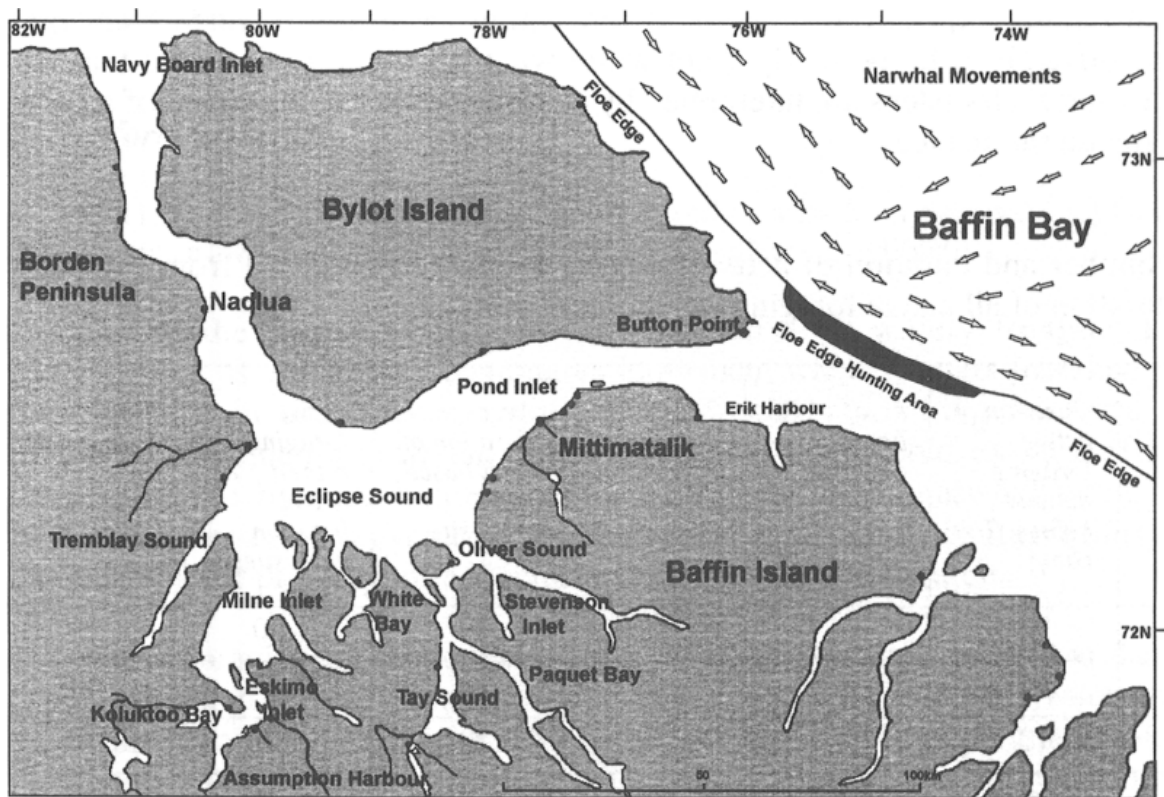 82W
80W
78W
76W
74W
Navy Board Inlet
Narwhal Movements
Floe Edge
73N
Bylot Island
Baffin Bay
Borden
Peninsula
Nadlua
Button Point
Floe Edge Hunting Area
Pond Inlet
Erik Harbour
Mittimatalik
Floe Edge
Eclipse Sound
Tremblay Sound
Oliver Sound
Baffin Island
Milne Inlet
White
Bay
Stevenson
Inlet
72N
Paquet Bay
Eskimo
Inlet
Tay Sound
Koluktoo Bay
Assumption Harbour
50
100km